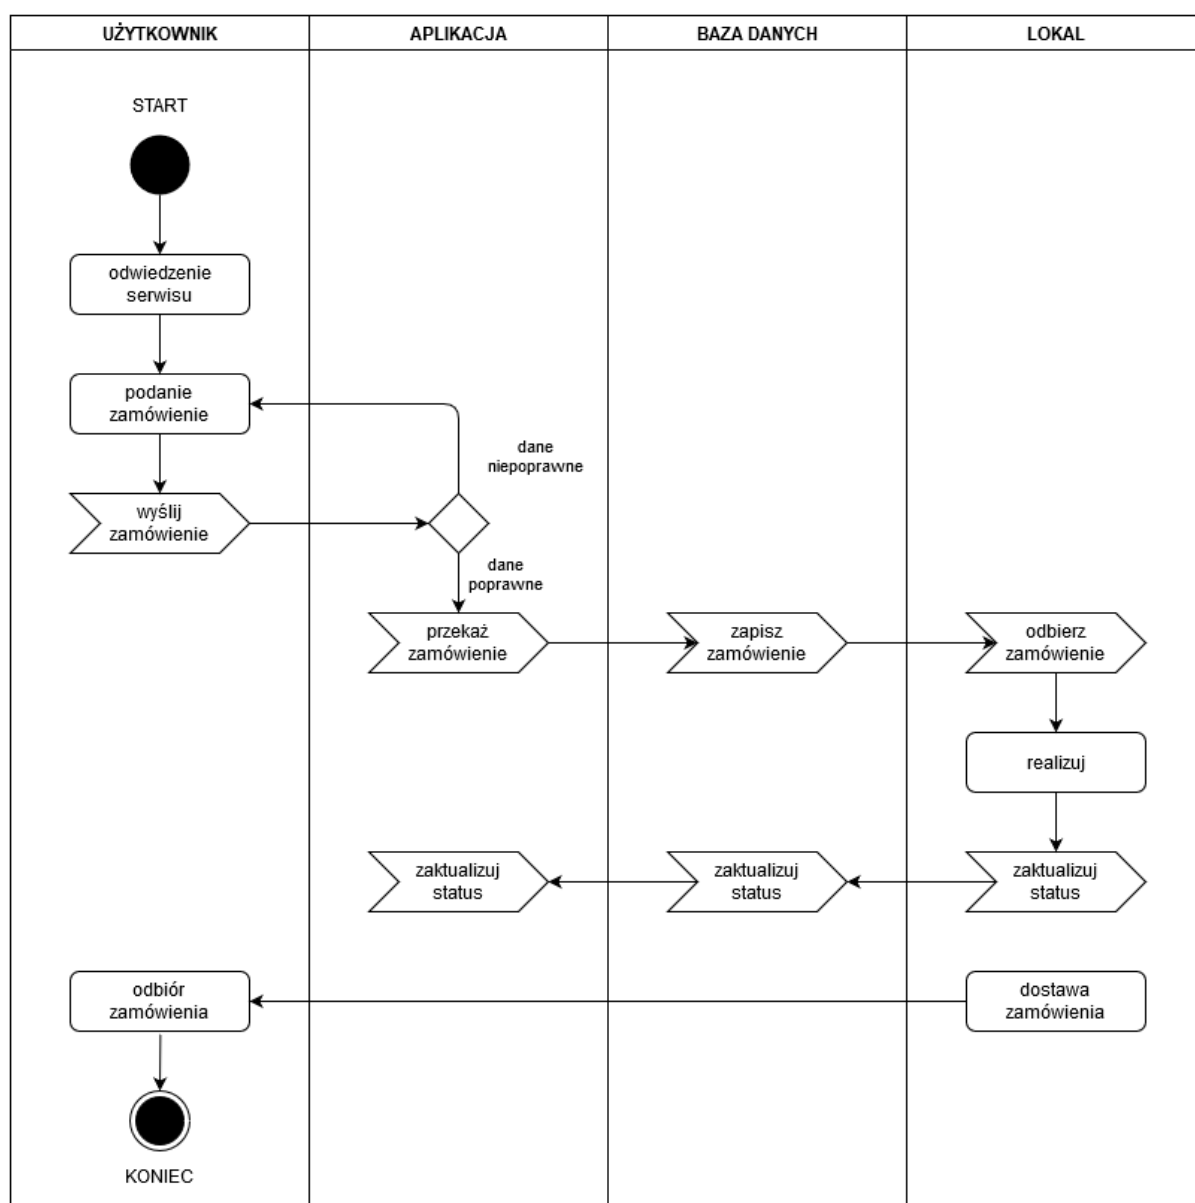 UŻYTKOWNIK
APLIKACJA
BAZA DANYCH
LOKAL
START
odwiedzenie
serwisu
podanie
zamówienie
dane
niepoprawne
wyślij
zamówienie
dane
poprawne
przekaż
zamówienie
zapisz
zamówienie
odbierz
zamówienie
realizuj
zaktualizuj
status
zaktualizuj
status
zaktualizuj
status
odbiór
zamówienia
dostawa
zamówienia
KONIEC